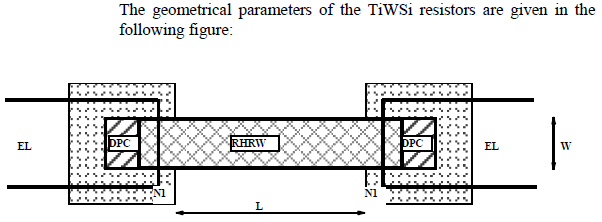 The geometrical parameters of the TiWSi resistors are given in the
following figure:
EL
DPC
RHRW
DPC
EL
W
N1
N1
L